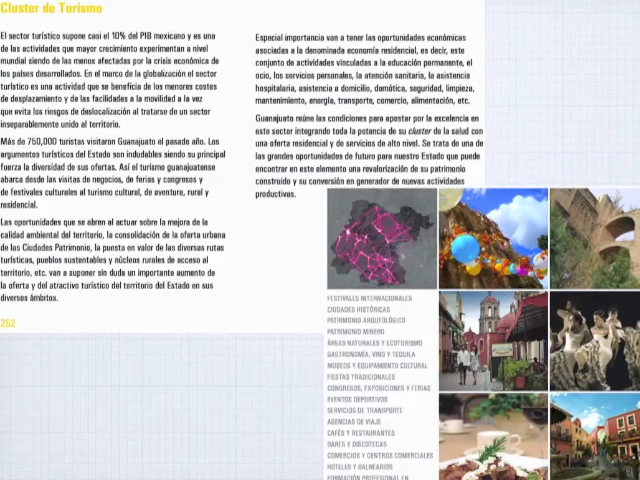 Cluster de Turismo
El sector turístico supone casi el 10% del PIB mexicano y es una
de las actividades que mayor crecimiento experimentan a nivel
mundial siendo de las menos afectadas por la crisis económica de
los países desarrollados. En el marco de la globalización el sector
turístico es una actividad que se beneficia de los menores costes
de desplazamiento y de las facilidades a la movilidad a la vez
que evita los riesgos de deslocalización al tratarse de un sector
inseparablemente unido al territorio.
Más de 750,000 turistas visitaron Guanajuato el pasado año. Los
argumentos turísticos del Estado son indudables siendo su principal
fuerza la diversidad de sus ofertas. Así el turismo guanajuatense
abarca desde las visitas de negocios, de ferias y congresos y
de festivales culturales al turismo cultural, de aventura, rural y
residencial.
Las oportunidades que se abren al actuar sobre la mejora de la
calidad ambiental del territorio, la consolidación de la oferta urbana
de las Ciudades Patrimonio, la puesta en valor de las diversas rutas
turísticas, pueblos sustentables y núcleos rurales de acceso al
territorio, etc. van a suponer sin duda un importante aumento de
la oferta y del atractivo turístico del territorio del Estado en sus
diversos ámbitos.
252
Especial importancia van a tener las oportunidades económicas
asociadas a la denominada economía residencial, es decir, este
conjunto de actividades vinculadas a la educación permanente, el
ocio, los servicios personales, la atención sanitaria, la asistencia
hospitalaria, asistencia a domicilio, domótica, seguridad, limpieza,
mantenimiento, energía, transporte, comercio, alimentación, etc.
Guanajuato reúne las condiciones para apostar por la excelencia en
este sector integrando toda la potencia de su cluster de la salud con
una oferta residencial y de servicios de alto nivel. Se trata de una de
las grandes oportunidades de futuro para nuestro Estado que puede
encontrar en este elemento una revalorización de su patrimonio
construido y su conversión en generador de nuevas actividades
productivas.
FESTIVALES INTERNACIONALES
CIUDADES HISTÓRICAS
PATRIMONIO ARQUEOLÓGICO
PATRIMONIO MINERO
ÁREAS NATURALES Y ECOTURISMO
GASTRONOMÍA, VINO Y TEQUILA
MUSEOS Y EQUIPAMIENTO CULTURAL
FIESTAS TRADICIONALES
CONGRESOS, EXPOSICIONES Y FERIAS
EVENTOS DEPORTIVOS
SERVICIOS DE TRANSPORTE
AGENCIAS DE VIAJE
CAFÉS Y RESTAURANTES
BARES Y DISCOTECAS
COMERCIOS Y CENTROS COMERCIALES
HOTELES Y BALNEARIOS
FORMACIÓN PROFESIONAL EN